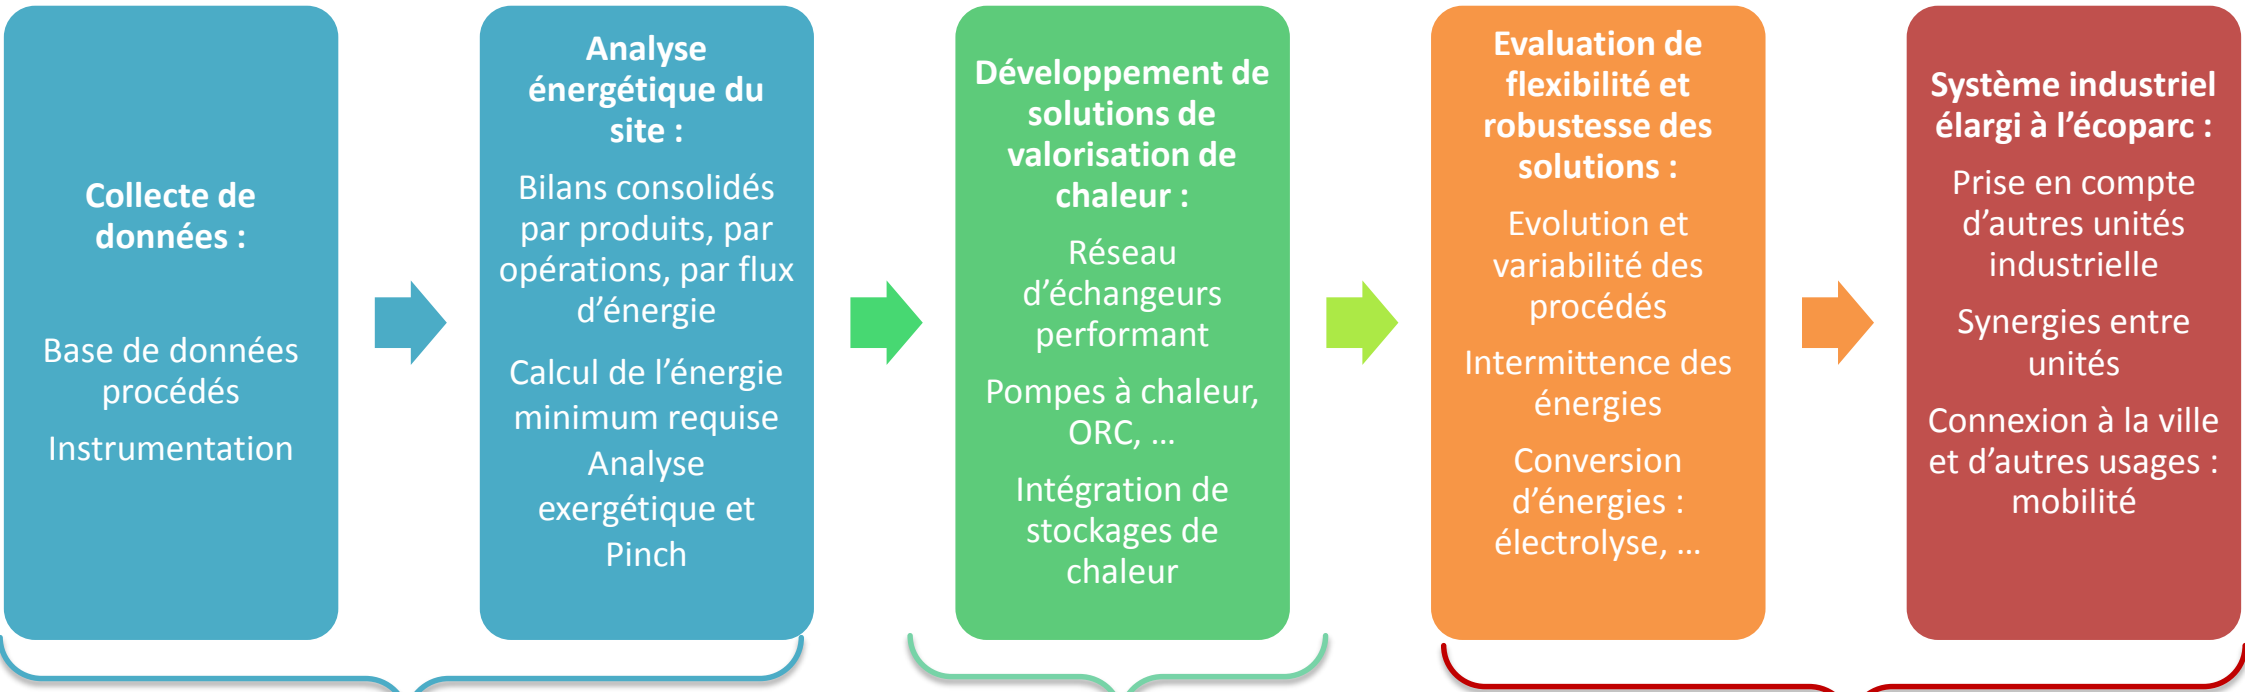 Collecte de
données :
Base de données
procédés
Instrumentation
Analyse
énergétique du
site :
Bilans consolidés
par produits, par
opérations, par flux
d’énergie
Calcul de l’énergie
minimum requise
Analyse
exergétique et
Pinch
Développement de
solutions de
valorisation de
chaleur :
Réseau
d’échangeurs
performant
Pompes à chaleur,
ORC, ...
Intégration de
stockages de
chaleur
Evaluation de
flexibilité et
robustesse des
solutions :
Evolution et
variabilité des
procédés
Intermittence des
énergies
Conversion
d’énergies :
électrolyse, ...
Système industriel
élargi à l’écoparc :
Prise en compte
d’autres unités
industrielle
Synergies entre
unités
Connexion à la ville
et d’autres usages :
mobilité